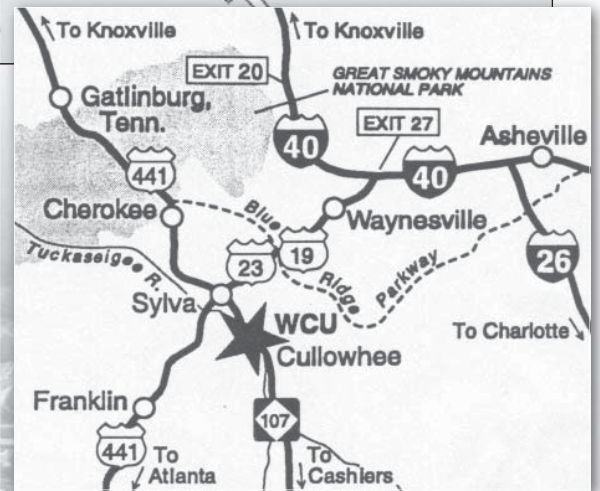 To Knoxville
To Knoxville
EXIT 20
GREAT SMOKY MOUNTAINS
NATIONAL PARK
Gatlinburg,
Tenn.
EXIT 27
40
Asheville
441
40
Cherokee
Blue
Waynesville
Tuckaseigee R.
23
19
Ridge
Parkway
26
Sylva
WCU
Cullowhee
To Charlotte
Franklin
107
441
To
Atlanta
To
Cashiers